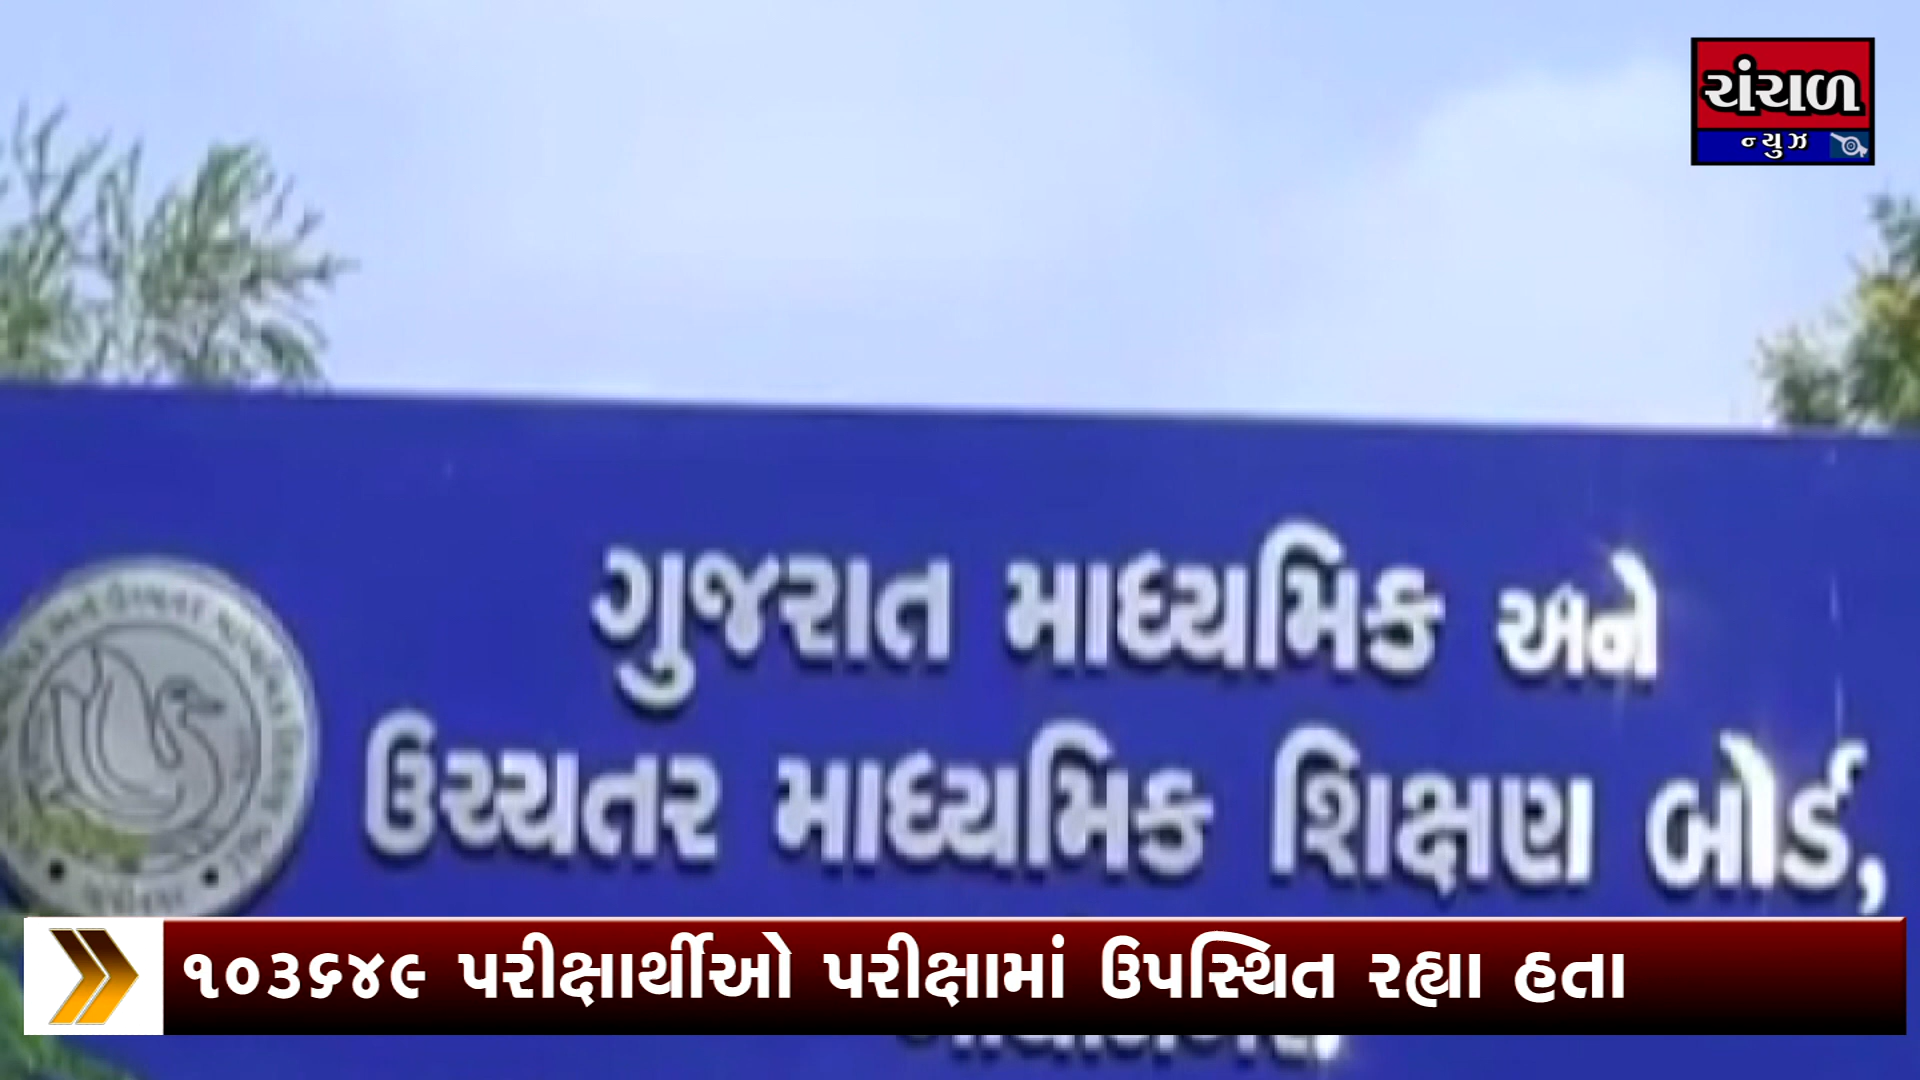 ચંચળ
ન્યુઝ
ગુજરાત માધ્યમિક અને
ઉચ્ચતર માધ્યમિક શિક્ષણ બોર્ડ,
૧૦૩૬૪૯ પરીક્ષાર્થીઓ પરીક્ષામાં ઉપસ્થિત રહ્યા હતા